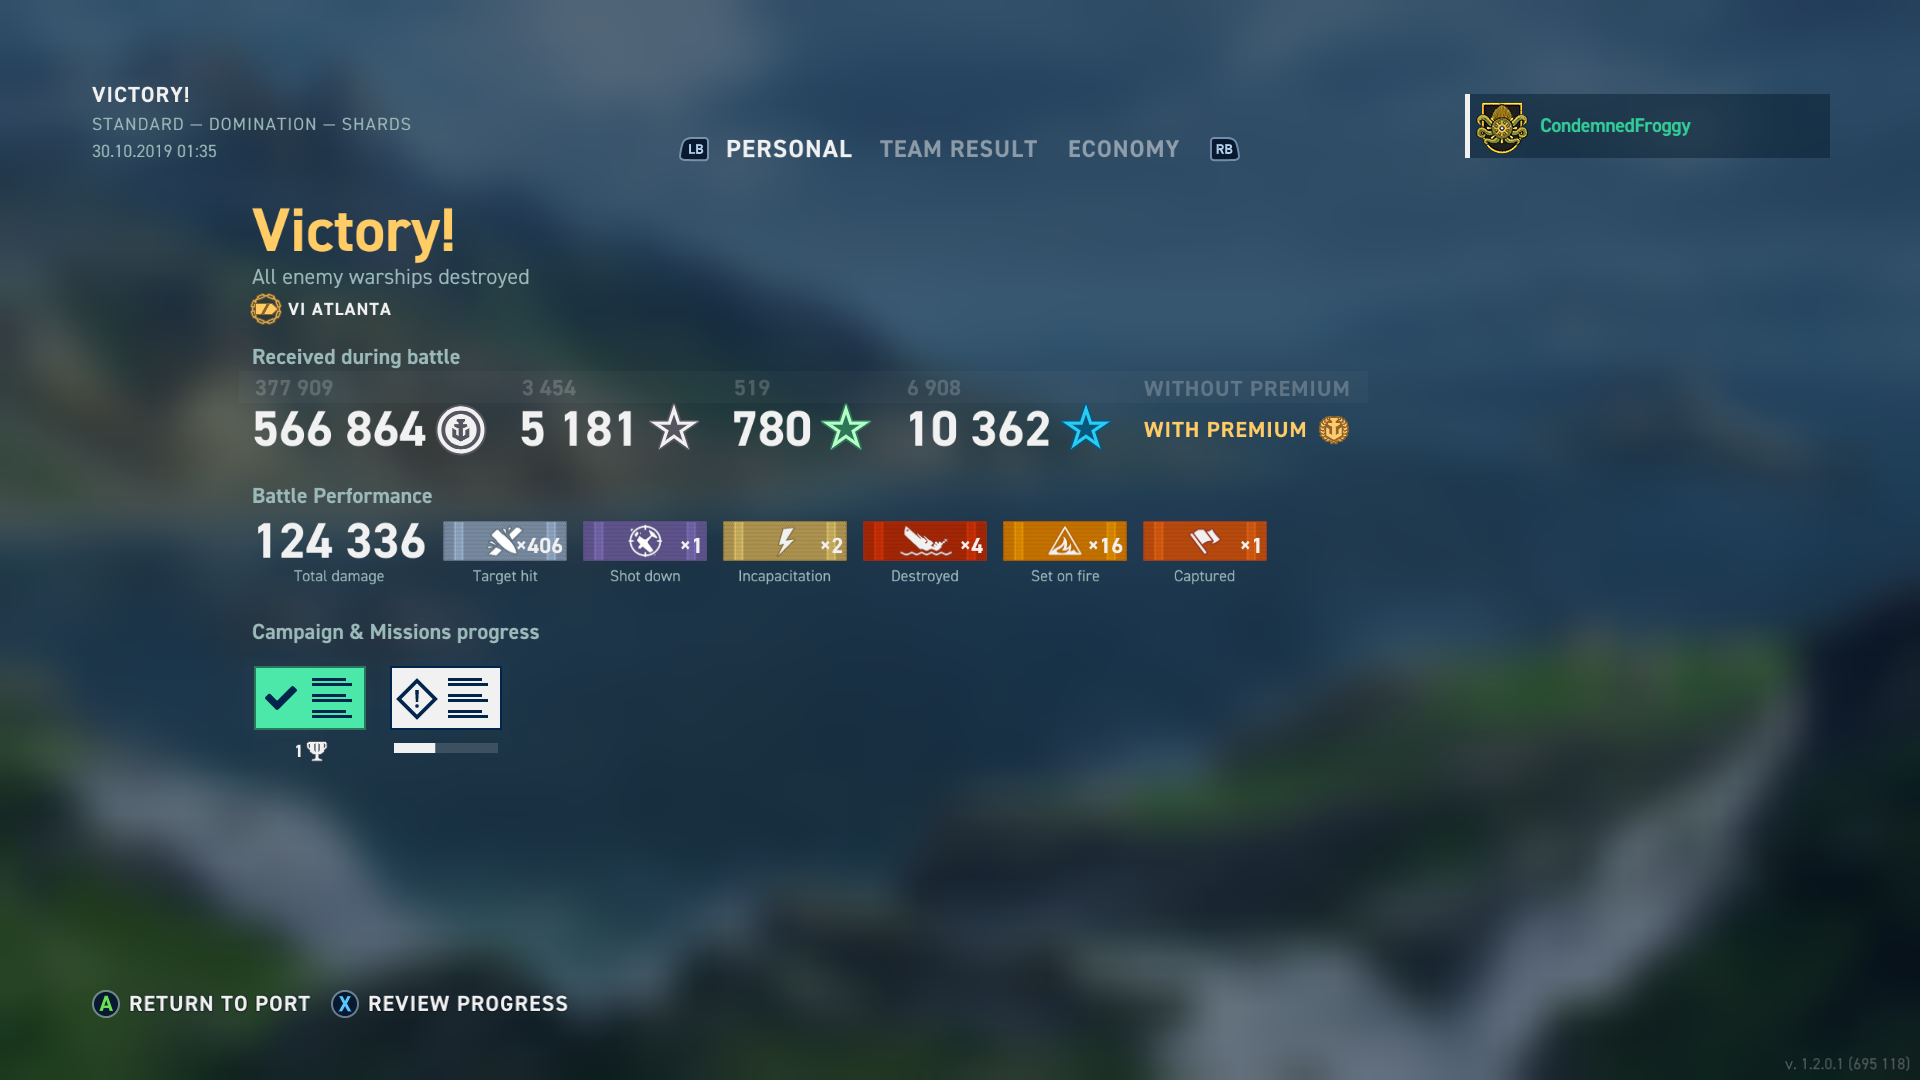 VICTORY!
STANDARD — DOMINATION — SHARDS
30.10.2019 01:35
LB PERSONAL TEAM RESULT ECONOMY RB
CondemnedFroggy
Victory!
All enemy warships destroyed
VI ATLANTA
Received during battle
377 909 3 454 519 6 908 WITHOUT PREMIUM
566 864 5 181 780 10 362 WITH PREMIUM
Battle Performance
124 336 ×406 ×1 ×2 ×4 ×16 ×1
Total damage Target hit Shot down Incapacitation Destroyed Set on fire Captured
Campaign & Missions progress
!
1
A RETURN TO PORT X REVIEW PROGRESS
v. 1.2.0.1 (695 118)